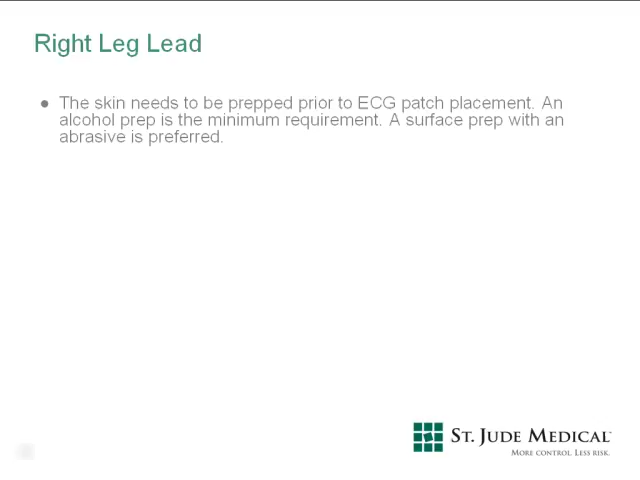 Right Leg Lead
● The skin needs to be prepped prior to ECG patch placement. An
alcohol prep is the minimum requirement. A surface prep with an
abrasive is preferred.
ST. JUDE MEDICAL™
MORE CONTROL. LESS RISK.